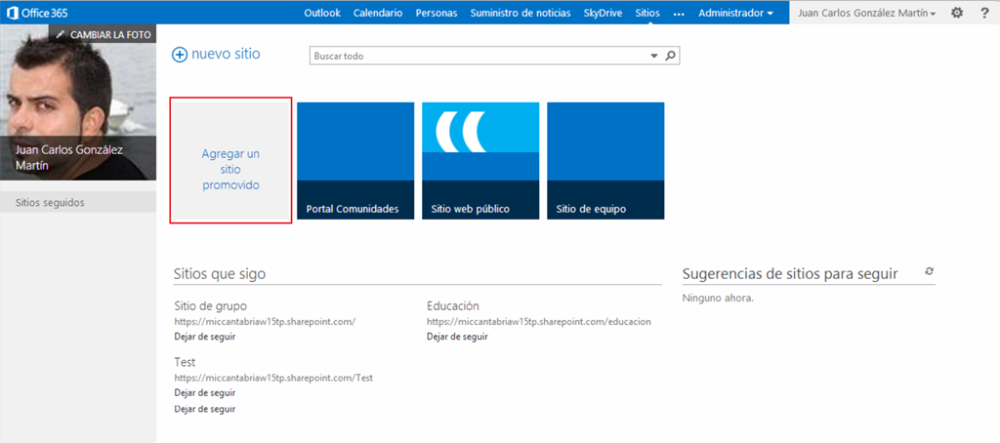 Office 365
Outlook Calendario Personas Suministro de noticias SkyDrive Sitios ... Administrador Juan Carlos González Martín ?
CAMBIAR LA FOTO
Juan Carlos González
Martín
Sitios seguidos
nuevo sitio
Buscar todo
Agregar un
sitio
promovido
Portal Comunidades
Sitio web público
Sitio de equipo
Sitios que sigo
Sitio de grupo
https://miccantabriaw15tp.sharepoint.com/
Dejar de seguir
Educación
https://miccantabriaw15tp.sharepoint.com/educacion
Dejar de seguir
Test
https://miccantabriaw15tp.sharepoint.com/Test
Dejar de seguir
Dejar de seguir
Sugerencias de sitios para seguir
Ninguno ahora.